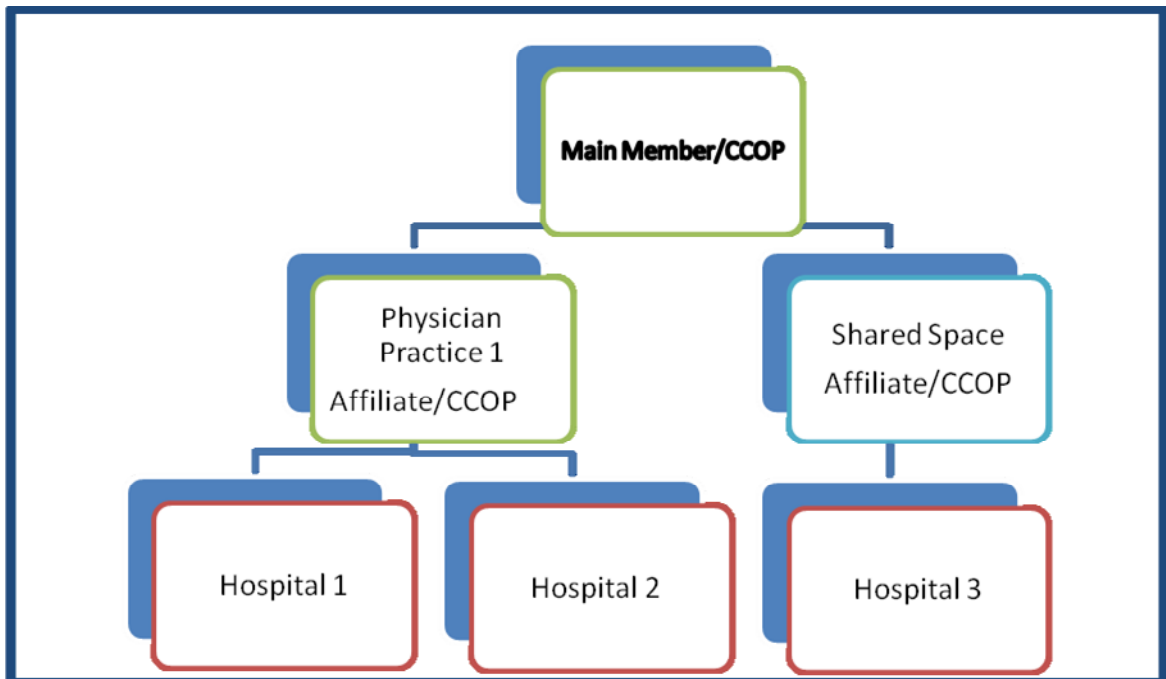 Main Member/CCOP
Physician
Practice 1
Affiliate/CCOP
Shared Space
Affiliate/CCOP
Hospital 1
Hospital 2
Hospital 3